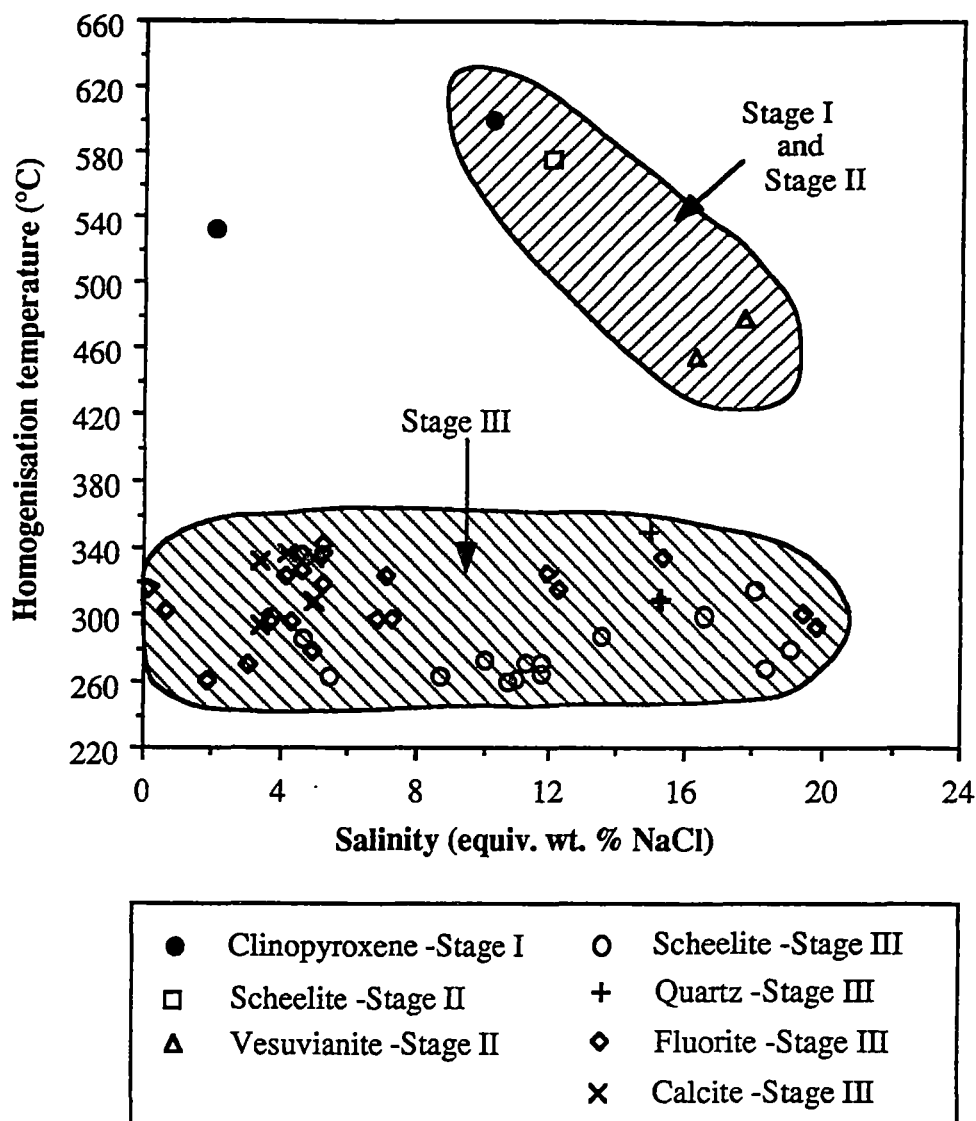 660
620
580
540
500
460
420
380
340
300
260
220
Homogenisation temperature (°C)
Stage I
and
Stage II
Stage III
0
4
8
12
16
20
24
Salinity (equiv. wt. % NaCl)
Clinopyroxene -Stage I
Scheelite -Stage II
Vesuvianite -Stage II
Scheelite -Stage III
Quartz -Stage III
Fluorite -Stage III
Calcite -Stage III